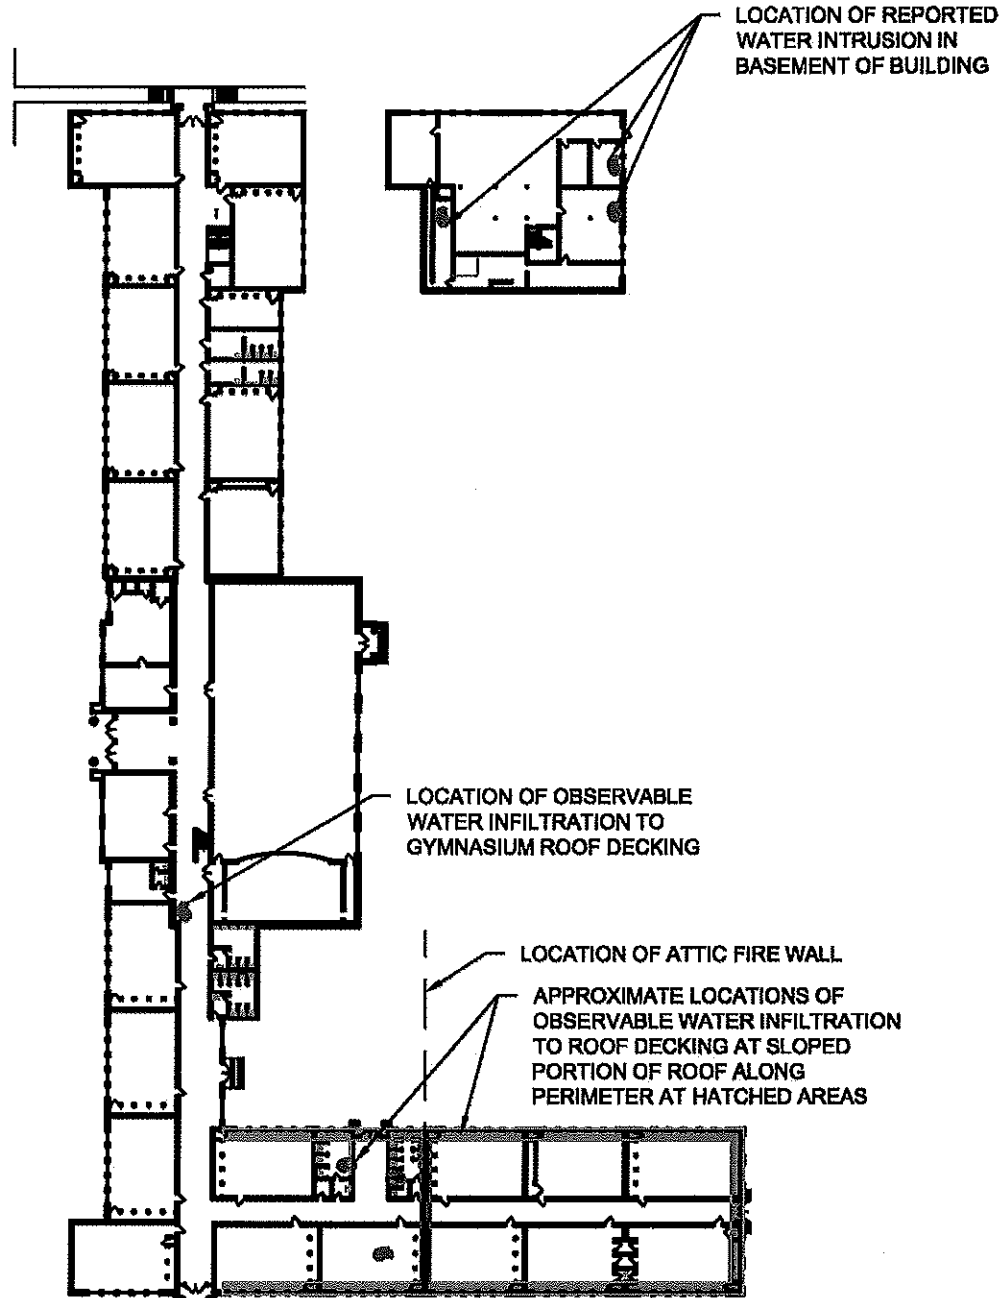 LOCATION OF REPORTED
WATER INTRUSION IN
BASEMENT OF BUILDING
LOCATION OF OBSERVABLE
WATER INFILTRATION TO
GYMNASIUM ROOF DECKING
LOCATION OF ATTIC FIRE WALL
APPROXIMATE LOCATIONS OF
OBSERVABLE WATER INFILTRATION
TO ROOF DECKING AT SLOPED
PORTION OF ROOF ALONG
PERIMETER AT HATCHED AREAS